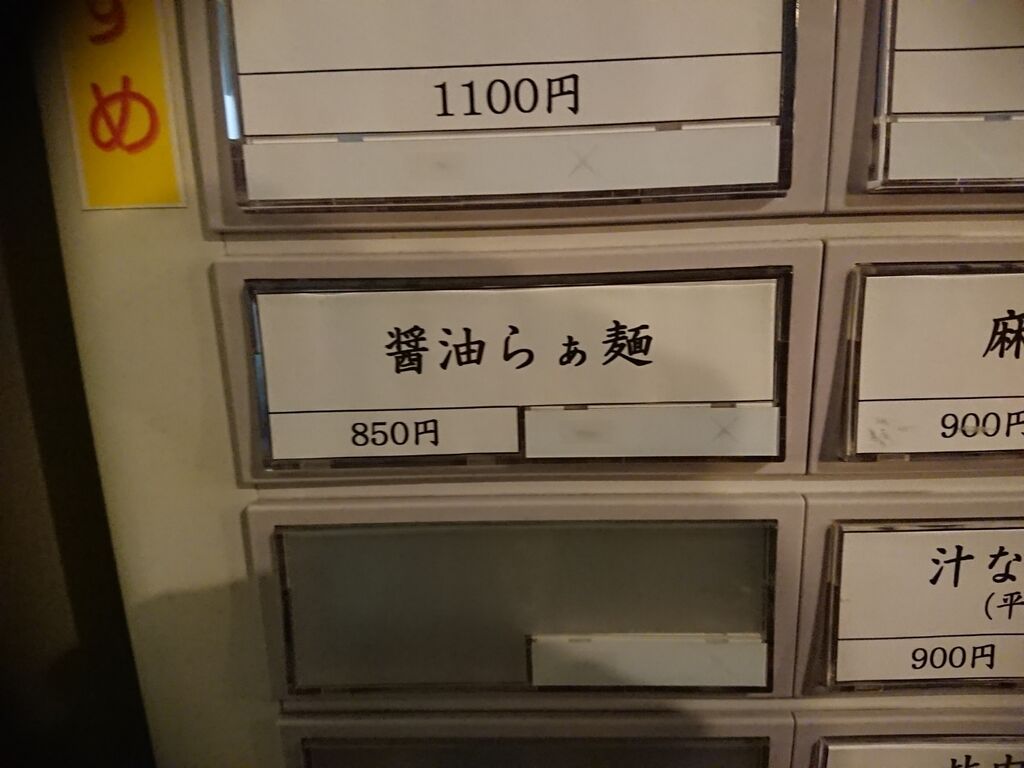 すめ
1100円
醤油らぁ麺
850円
麻
900円
汁な
(平
900円